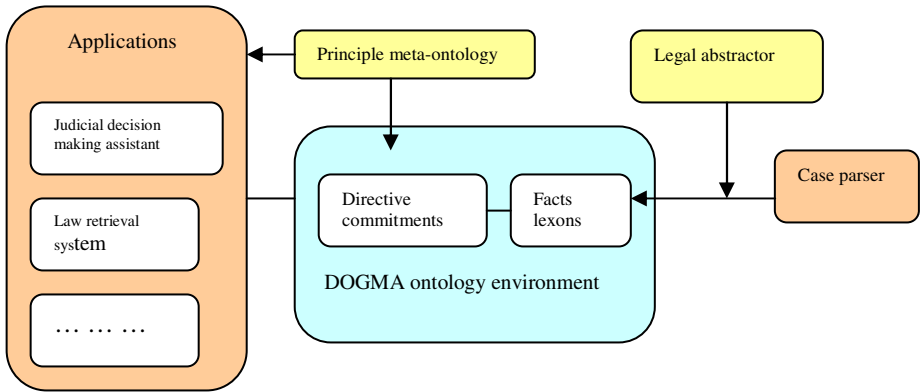 Applications
Judicial decision
making assistant
Law retrieval
system
… … …
Principle meta-ontology
Legal abstractor
Case parser
Directive
commitments
Facts
lexons
DOGMA ontology environment